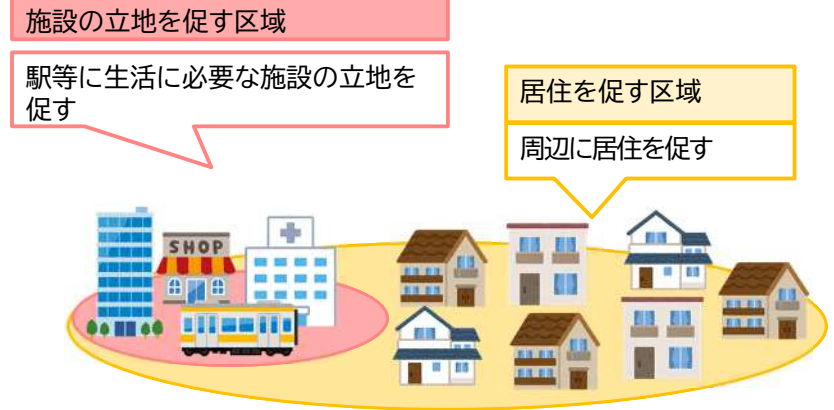 施設の立地を促す区域
駅等に生活に必要な施設の立地を
促す
居住を促す区域
周辺に居住を促す
SHOP